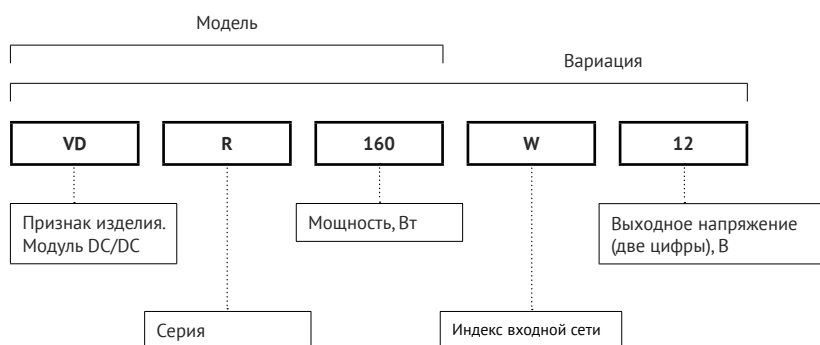 Модель
Вариация
VD R 160 W 12
Признак изделия.
Модуль DC/DC
Мощность, Вт
Выходное напряжение
(две цифры), В
Серия
Индекс входной сети